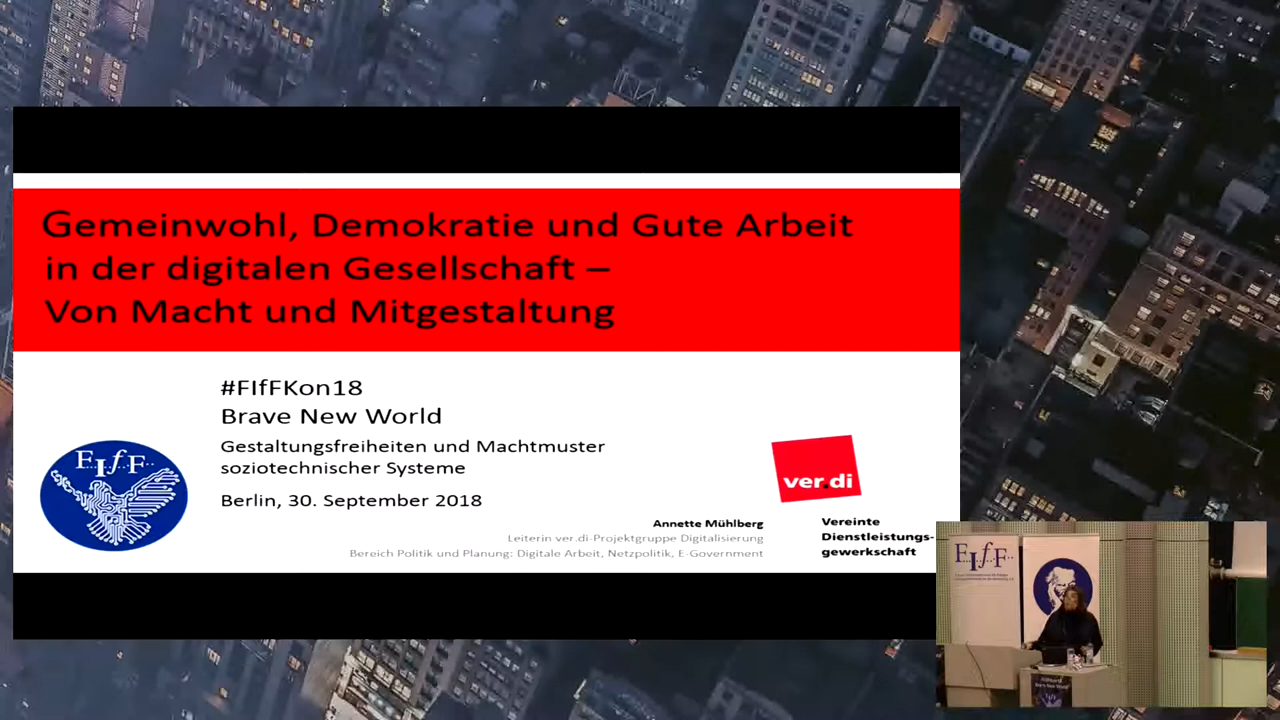 Gemeinwohl, Demokratie und Gute Arbeit
in der digitalen Gesellschaft –
Von Macht und Mitgestaltung
#FIfFKon18
Brave New World
Gestaltungsfreiheiten und Machtmuster
soziotechnischer Systeme
Berlin, 30. September 2018
F..I..f..F..
ver.di
Annette Mühlberg
Leiterin ver.di-Projektgruppe Digitalisierung
Bereich Politik und Planung: Digitale Arbeit, Netzpolitik, E-Government
Vereinte
Dienstleistungs-
gewerkschaft
F..I..f..F..